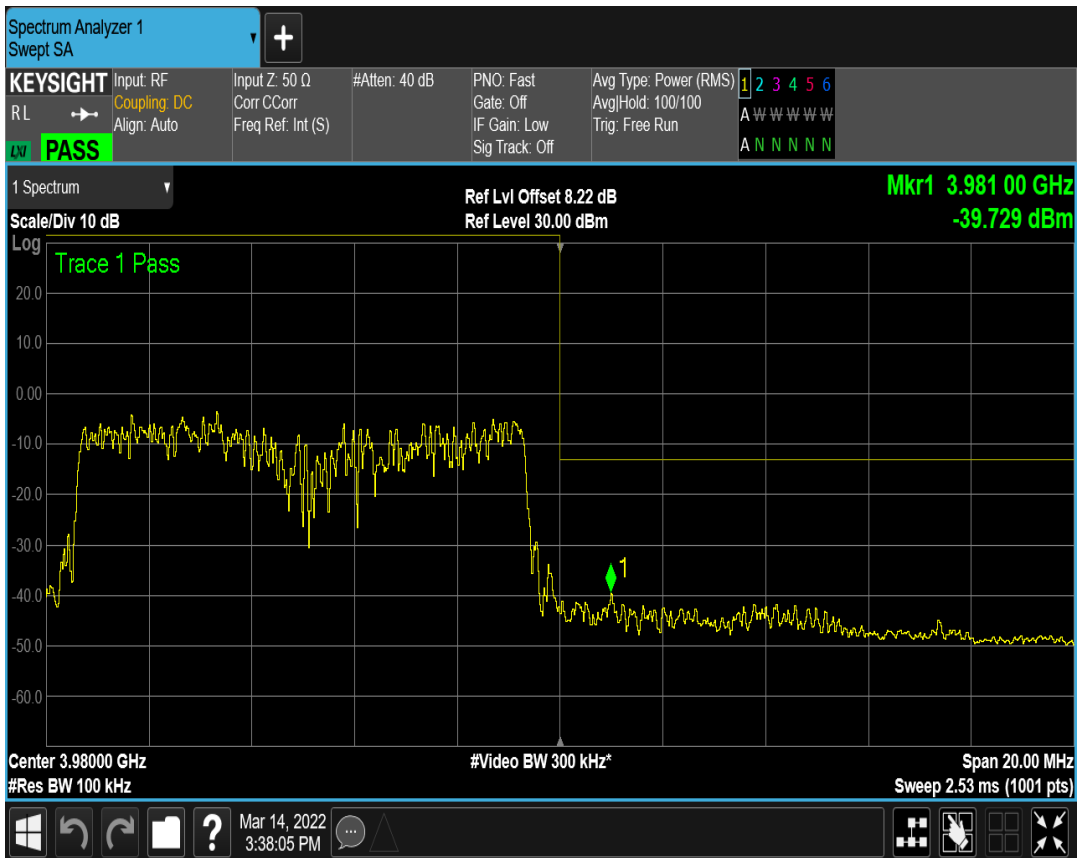 Spectrum Analyzer 1
Swept SA
+
KEYSIGHT
RL
LXI PASS
Input: RF
Coupling: DC
Align: Auto
Input Z: 50 Ω
Corr CCorr
Freq Ref: Int (S)
#Atten: 40 dB
PNO: Fast
Gate: Off
IF Gain: Low
Sig Track: Off
Avg Type: Power (RMS)
Avg|Hold: 100/100
Trig: Free Run
1 2 3 4 5 6
A W W W W W
A N N N N N
1 Spectrum
Scale/Div 10 dB
Ref Lvl Offset 8.22 dB
Ref Level 30.00 dBm
Mkr1 3.981 00 GHz
-39.729 dBm
Log
Trace 1 Pass
20.0
10.0
0.00
-10.0
-20.0
-30.0
1
-40.0
-50.0
-60.0
Center 3.98000 GHz
#Res BW 100 kHz
#Video BW 300 kHz*
Span 20.00 MHz
Sweep 2.53 ms (1001 pts)
?
Mar 14, 2022
3:38:05 PM